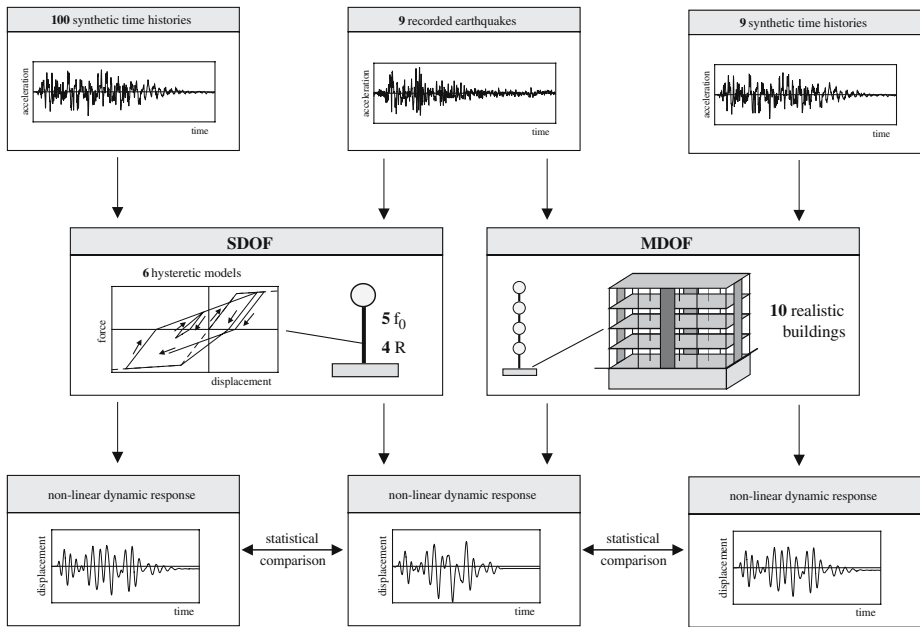 100 synthetic time histories
acceleration
time
9 recorded earthquakes
acceleration
time
9 synthetic time histories
acceleration
time
SDOF
6 hysteretic models
force
displacement
5 f0
4 R
MDOF
10 realistic
buildings
non-linear dynamic response
displacement
time
statistical
comparison
non-linear dynamic response
displacement
time
statistical
comparison
non-linear dynamic response
displacement
time